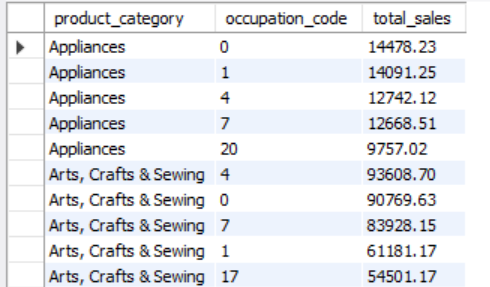 product_category occupation_code total_sales
Appliances 0 14478.23
Appliances 1 14091.25
Appliances 4 12742.12
Appliances 7 12668.51
Appliances 20 9757.02
Arts, Crafts & Sewing 4 93608.70
Arts, Crafts & Sewing 0 90769.63
Arts, Crafts & Sewing 7 83928.15
Arts, Crafts & Sewing 1 61181.17
Arts, Crafts & Sewing 17 54501.17